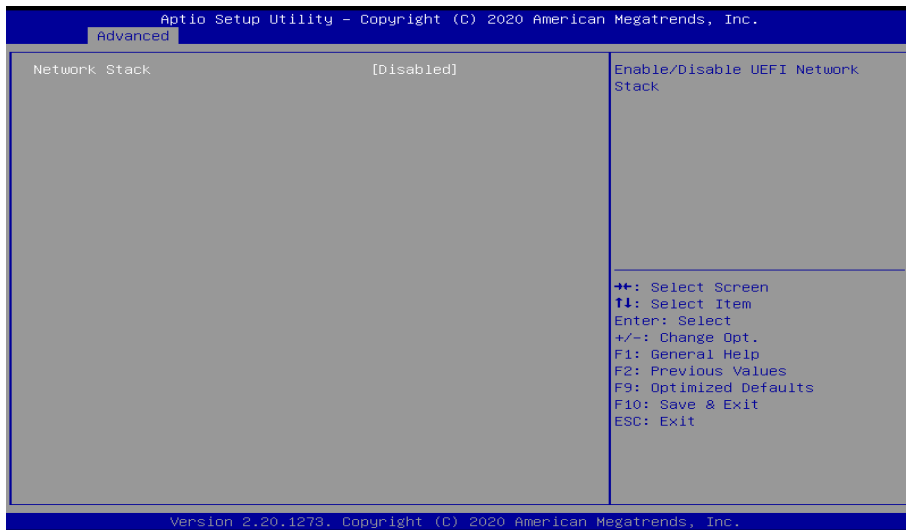 Aptio Setup Utility – Copyright (C) 2020 American Megatrends, Inc.
Advanced
Network Stack [Disabled]
Enable/Disable UEFI Network
Stack
→←: Select Screen
↑↓: Select Item
Enter: Select
+/-: Change Opt.
F1: General Help
F2: Previous Values
F9: Optimized Defaults
F10: Save & Exit
ESC: Exit
Version 2.20.1273. Copyright (C) 2020 American Megatrends, Inc.